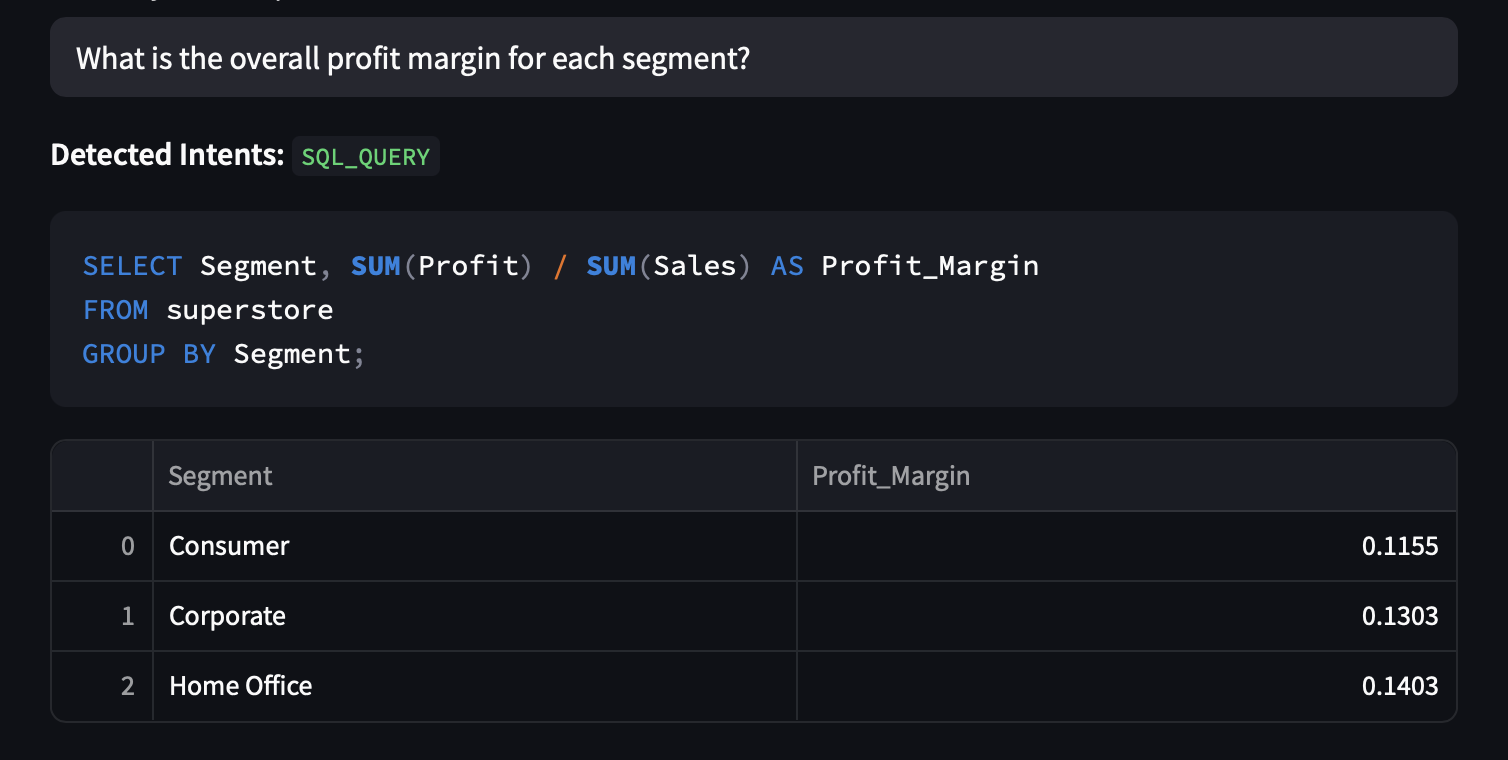 What is the overall profit margin for each segment?
Detected Intents: SQL_QUERY
SELECT Segment, SUM(Profit) / SUM(Sales) AS Profit_Margin
FROM superstore
GROUP BY Segment;
Segment Profit_Margin
0 Consumer 0.1155
1 Corporate 0.1303
2 Home Office 0.1403